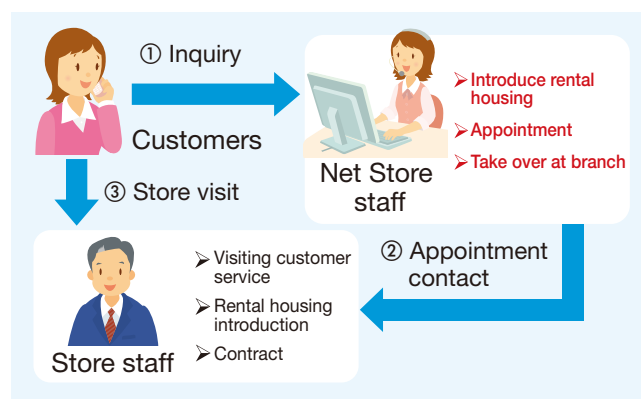 ① Inquiry
Customers
➢Introduce rental
housing
➢Appointment
➢Take over at branch
Net Store
staff
③ Store visit
② Appointment
contact
➢Visiting customer
service
➢Rental housing
introduction
➢Contract
Store staff